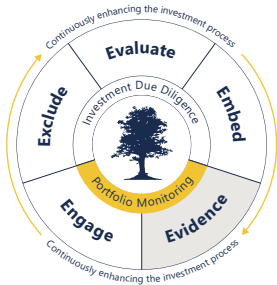 Continuously enhancing the investment process
Evaluate
Exclude
Investment Due Diligence
Embed
Portfolio Monitoring
Engage
Evidence
Continuously enhancing the investment process